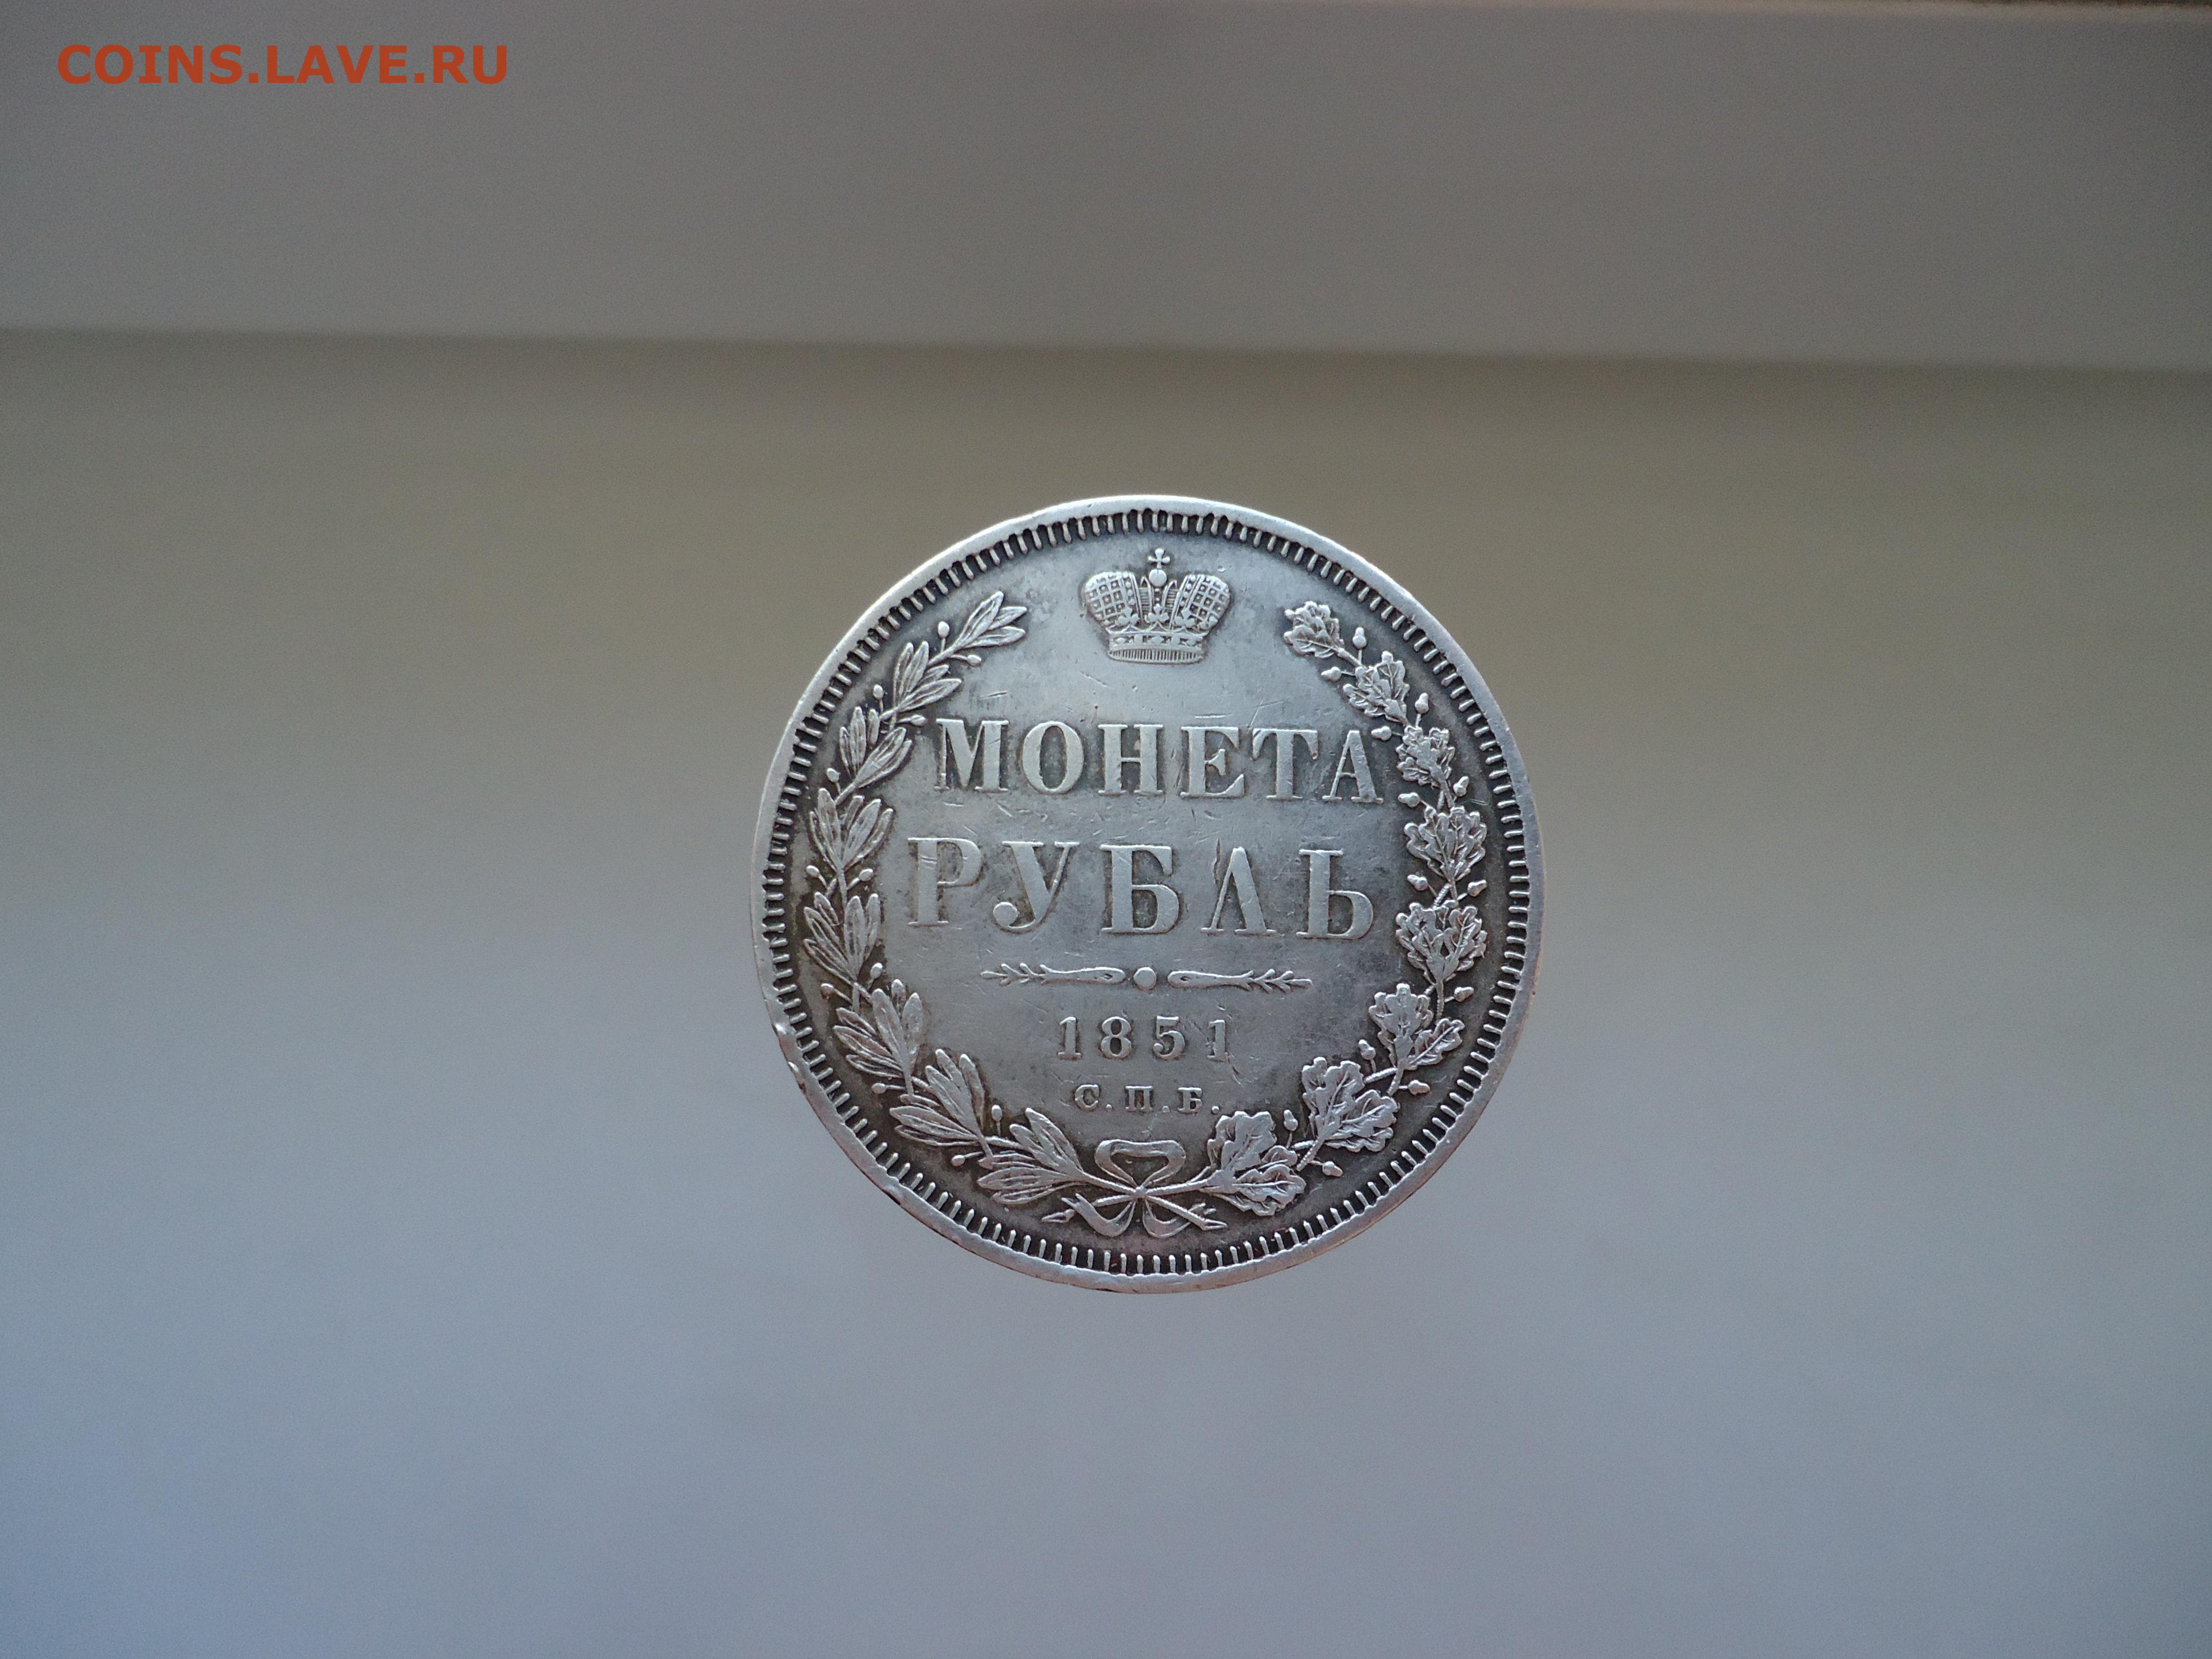 COINS.LAVE.RU
МОНЕТА
РУБЛЬ
1851
С.П.Б.